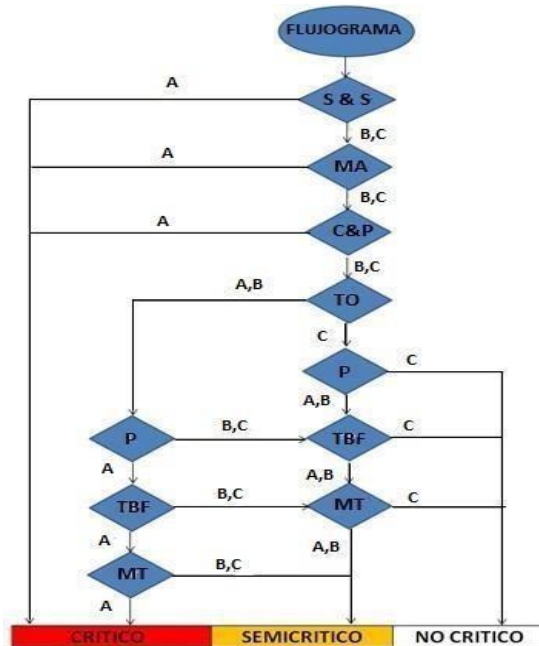 FLUJOGRAMA
A
S & S
B,C
A
MA
B,C
A
C&P
B,C
A,B
TO
C
P
C
A,B
P
B,C
TBF
C
A
A,B
TBF
B,C
MT
C
A
A,B
MT
B,C
A
CRITICO
SEMICRITICO
NO CRITICO